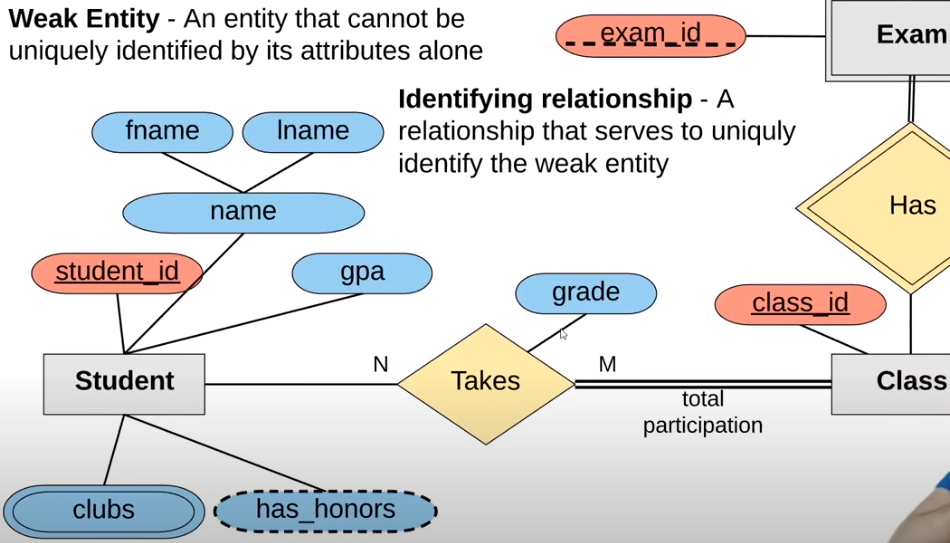 Weak Entity - An entity that cannot be
uniquely identified by its attributes alone
exam_id
Exam
Identifying relationship - A
relationship that serves to uniquly
identify the weak entity
fname
lname
name
Has
student_id
gpa
grade
class_id
Student
N
Takes
M
Class
total
participation
clubs
has_honors